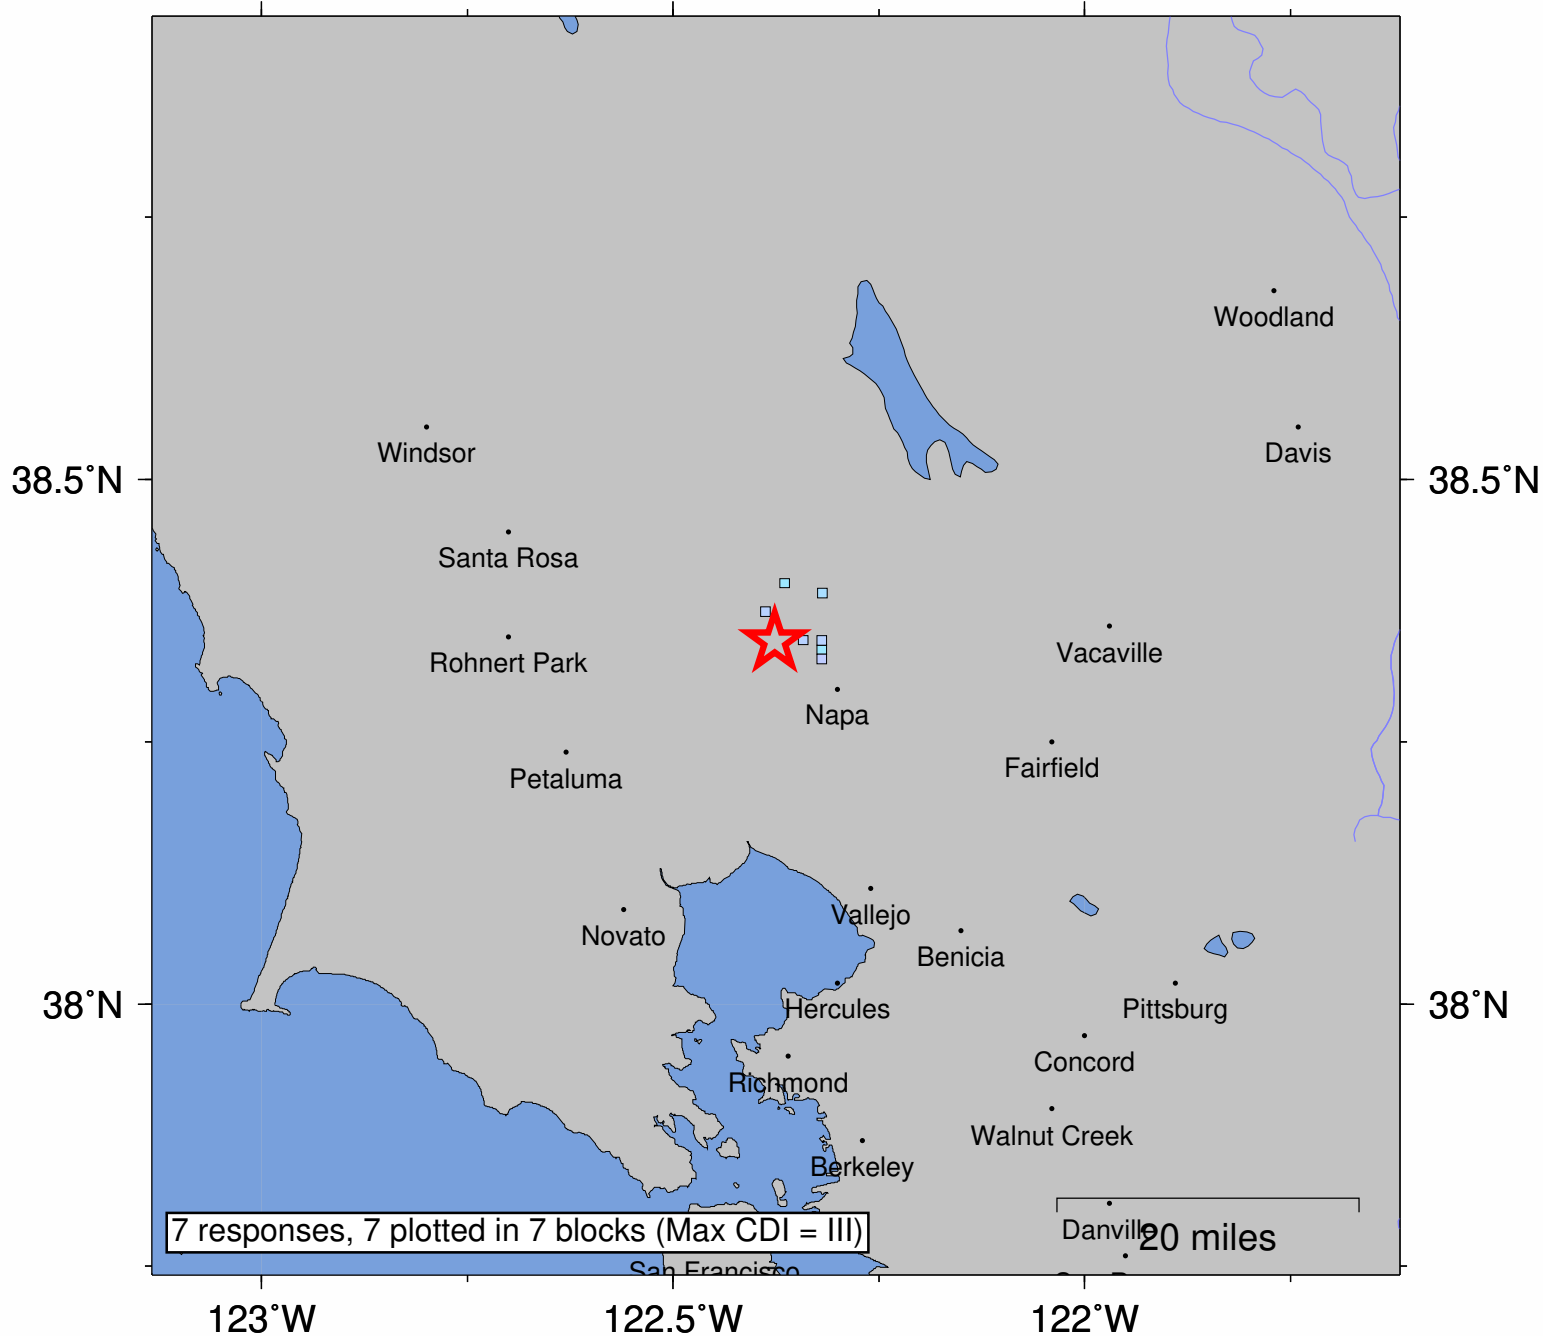 Woodland
Windsor
Davis
38.5°N
38.5°N
Santa Rosa
Rohnert Park
Vacaville
Napa
Fairfield
Petaluma
Vallejo
Novato
Benicia
38°N
Hercules
Pittsburg
38°N
Concord
Richmond
Walnut Creek
Berkeley
Danville
7 responses, 7 plotted in 7 blocks (Max CDI = III)
20 miles
San Francisco
123°W
122.5°W
122°W